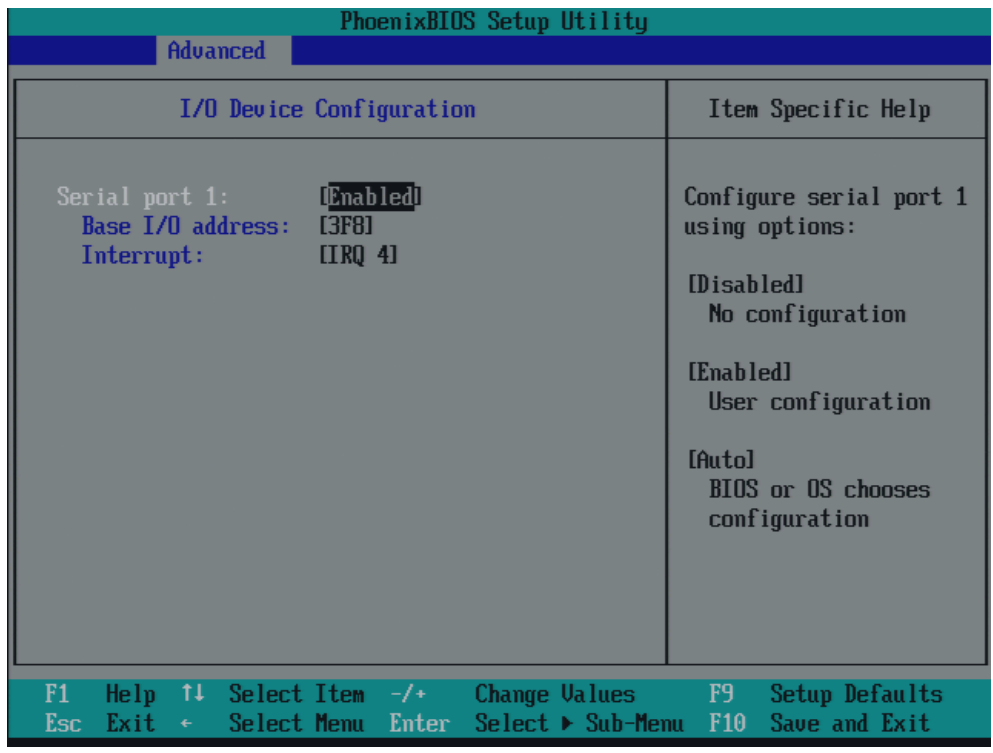 PhoenixBIOS Setup Utility
Advanced
I/O Device Configuration
Serial port 1: [Enabled]
Base I/O address: [3F8]
Interrupt: [IRQ 4]
Item Specific Help
Configure serial port 1
using options:
[Disabled]
No configuration
[Enabled]
User configuration
[Auto]
BIOS or OS chooses
configuration
F1 Help ↑↓ Select Item -/+ Change Values F9 Setup Defaults
Esc Exit ← Select Menu Enter Select ▶ Sub-Menu F10 Save and Exit